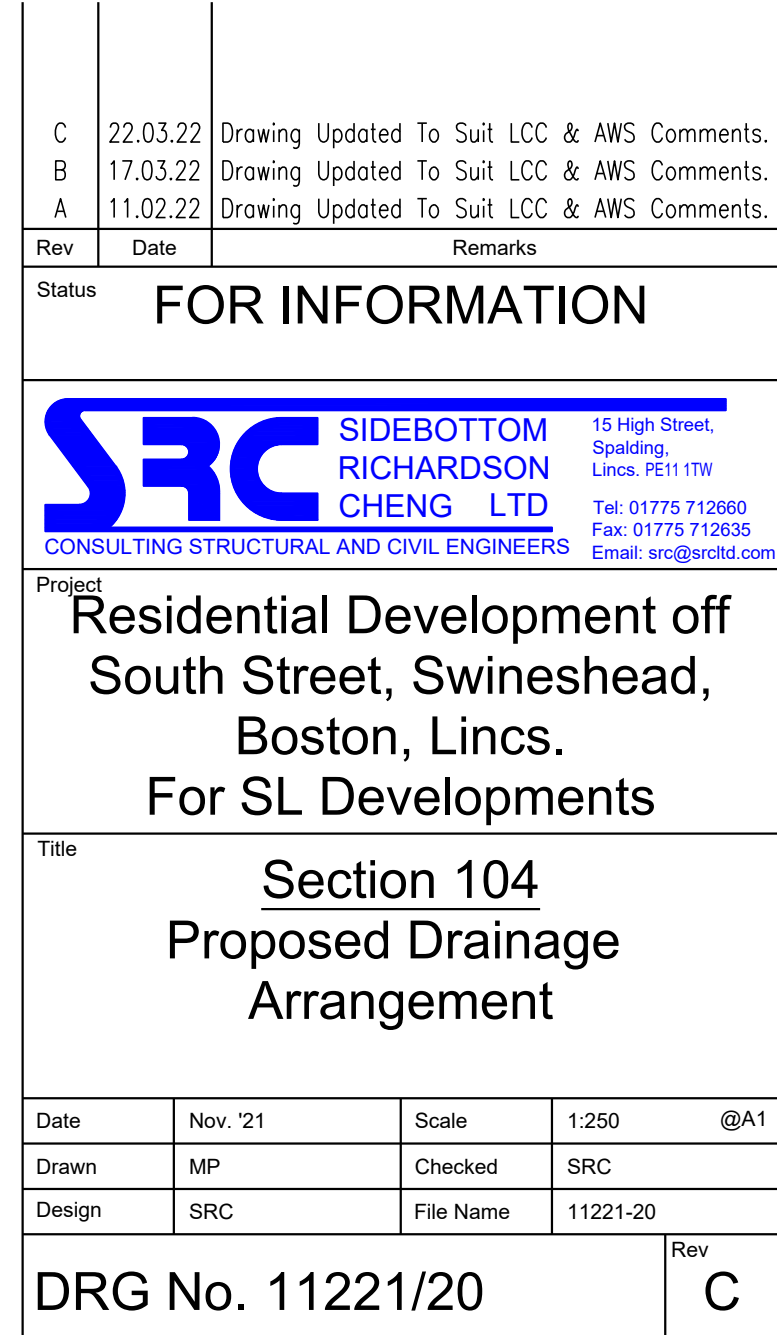 C 22.03.22 Drawing Updated To Suit LCC & AWS Comments.
B 17.03.22 Drawing Updated To Suit LCC & AWS Comments.
A 11.02.22 Drawing Updated To Suit LCC & AWS Comments.
Rev Date Remarks
Status
FOR INFORMATION
SRC
SIDEBOTTOM
RICHARDSON
CHENG LTD
CONSULTING STRUCTURAL AND CIVIL ENGINEERS
15 High Street,
Spalding,
Lincs. PE11 1TW
Tel: 01775 712660
Fax: 01775 712635
Email: src@srcltd.com
Project
Residential Development off
South Street, Swineshead,
Boston, Lincs.
For SL Developments
Title
Section 104
Proposed Drainage
Arrangement
Date Nov. '21 Scale 1:250 @A1
Drawn MP Checked SRC
Design SRC File Name 11221-20
DRG No. 11221/20
Rev
C